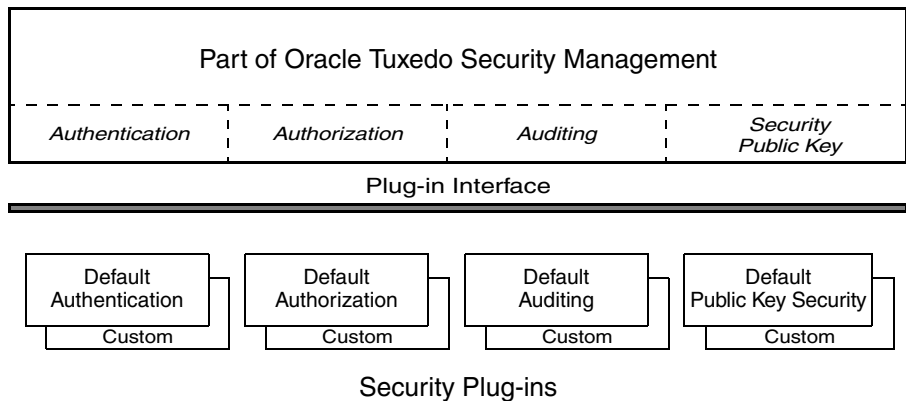 Part of Oracle Tuxedo Security Management
Authentication
Authorization
Auditing
Security
Public Key
Plug-in Interface
Default
Authentication
Custom
Default
Authorization
Custom
Default
Auditing
Custom
Default
Public Key Security
Custom
Security Plug-ins